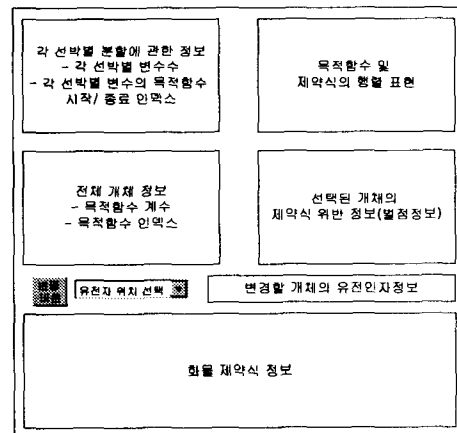 각 선박별 분할에 관한 정보
- 각 선박별 변수수
- 각 선박별 변수의 목적함수
시작/ 종료 인덱스
목적함수 및
제약식의 행렬 표현
전체 개체 정보
- 목적함수 계수
- 목적함수 인덱스
선택된 개체의
제약식 위반 정보(벌점정보)
유전자 위치 선택
변경할 개체의 유전인자정보
화물 제약식 정보